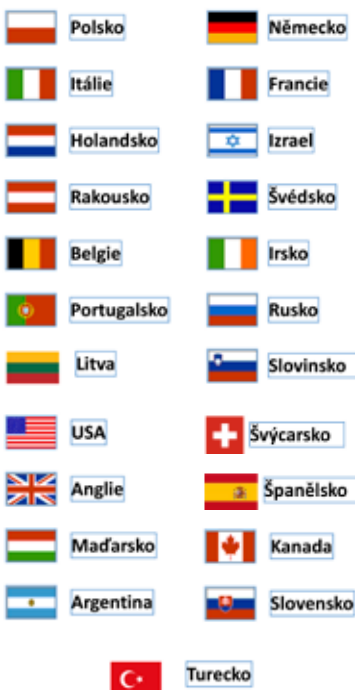 Polsko Německo
Itálie Francie
Holandsko Izrael
Rakousko Švédsko
Belgie Irsko
Portugalsko Rusko
Litva Slovinsko
USA Švýcarsko
Anglie Španělsko
Maďarsko Kanada
Argentina Slovensko
Turecko